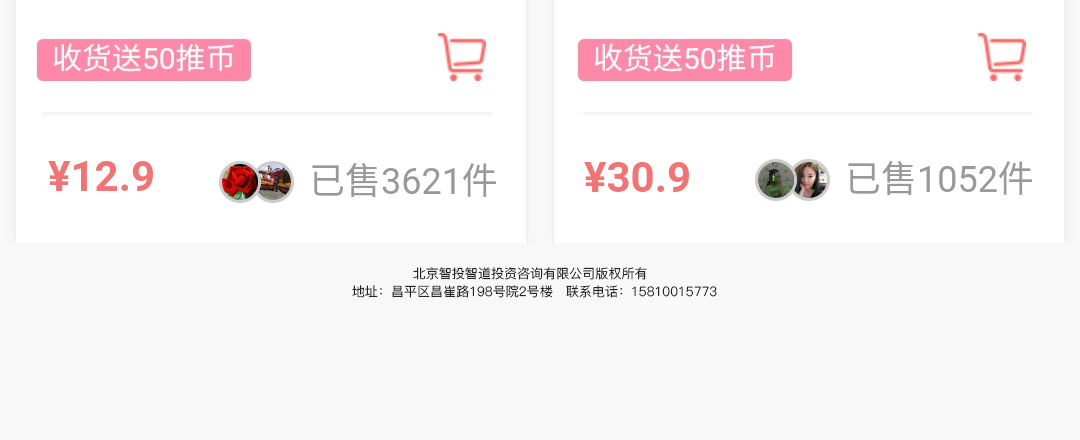 收货送50推币
收货送50推币
¥12.9
已售3621件
¥30.9
已售1052件
北京智投智道投资咨询有限公司版权所有
地址：昌平区昌崔路198号院2号楼 联系电话：15810015773